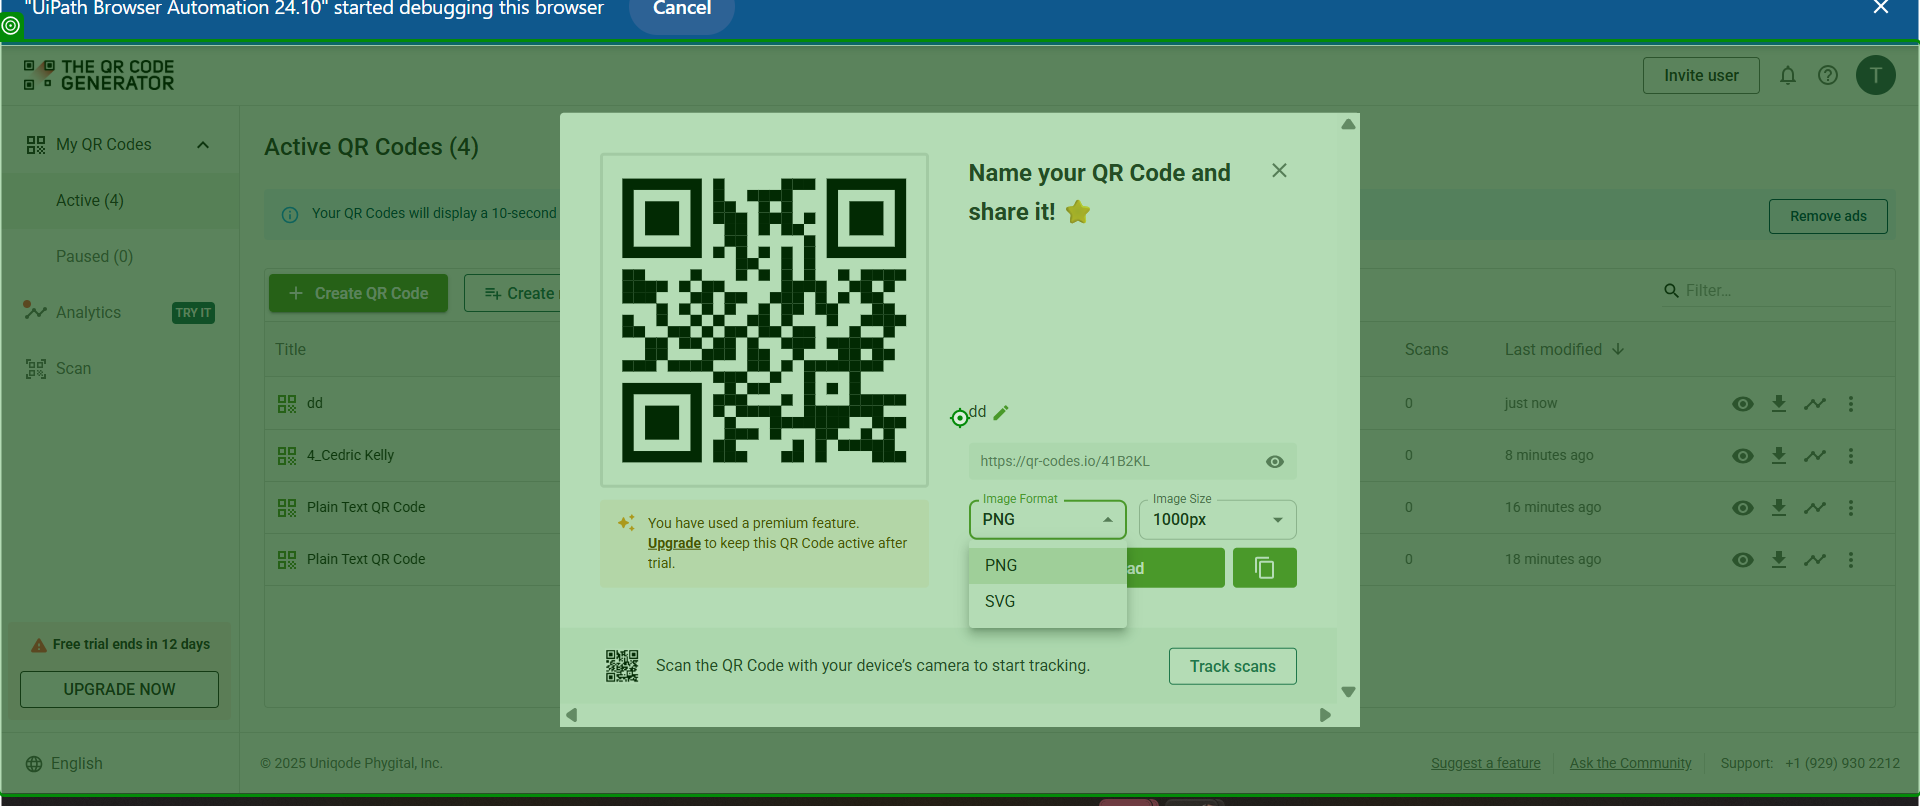 "UiPath Browser Automation 24.10" started debugging this browser
Cancel
THE QR CODE
GENERATOR
Invite user
T
My QR Codes
Active (4)
Paused (0)
Analytics
TRY IT
Scan
Free trial ends in 12 days
UPGRADE NOW
English
Active QR Codes (4)
Your QR Codes will display a 10-second
Remove ads
Create QR Code
Create
Filter...
Title
Scans
Last modified
dd
0
just now
4_Cedric Kelly
0
8 minutes ago
Plain Text QR Code
0
16 minutes ago
Plain Text QR Code
0
18 minutes ago
Name your QR Code and
share it!
dd
https://qr-codes.io/41B2KL
Image Format
PNG
Image Size
1000px
PNG
SVG
ad
You have used a premium feature.
Upgrade to keep this QR Code active after
trial.
Scan the QR Code with your device's camera to start tracking.
Track scans
© 2025 Uniqode Phygital, Inc.
Suggest a feature
Ask the Community
Support: +1 (929) 930 2212